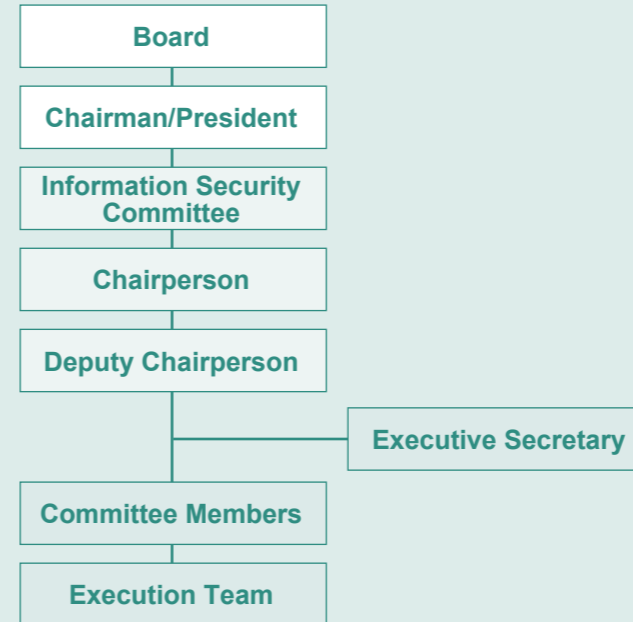 Board
Chairman/President
Information Security
Committee
Chairperson
Deputy Chairperson
Executive Secretary
Committee Members
Execution Team